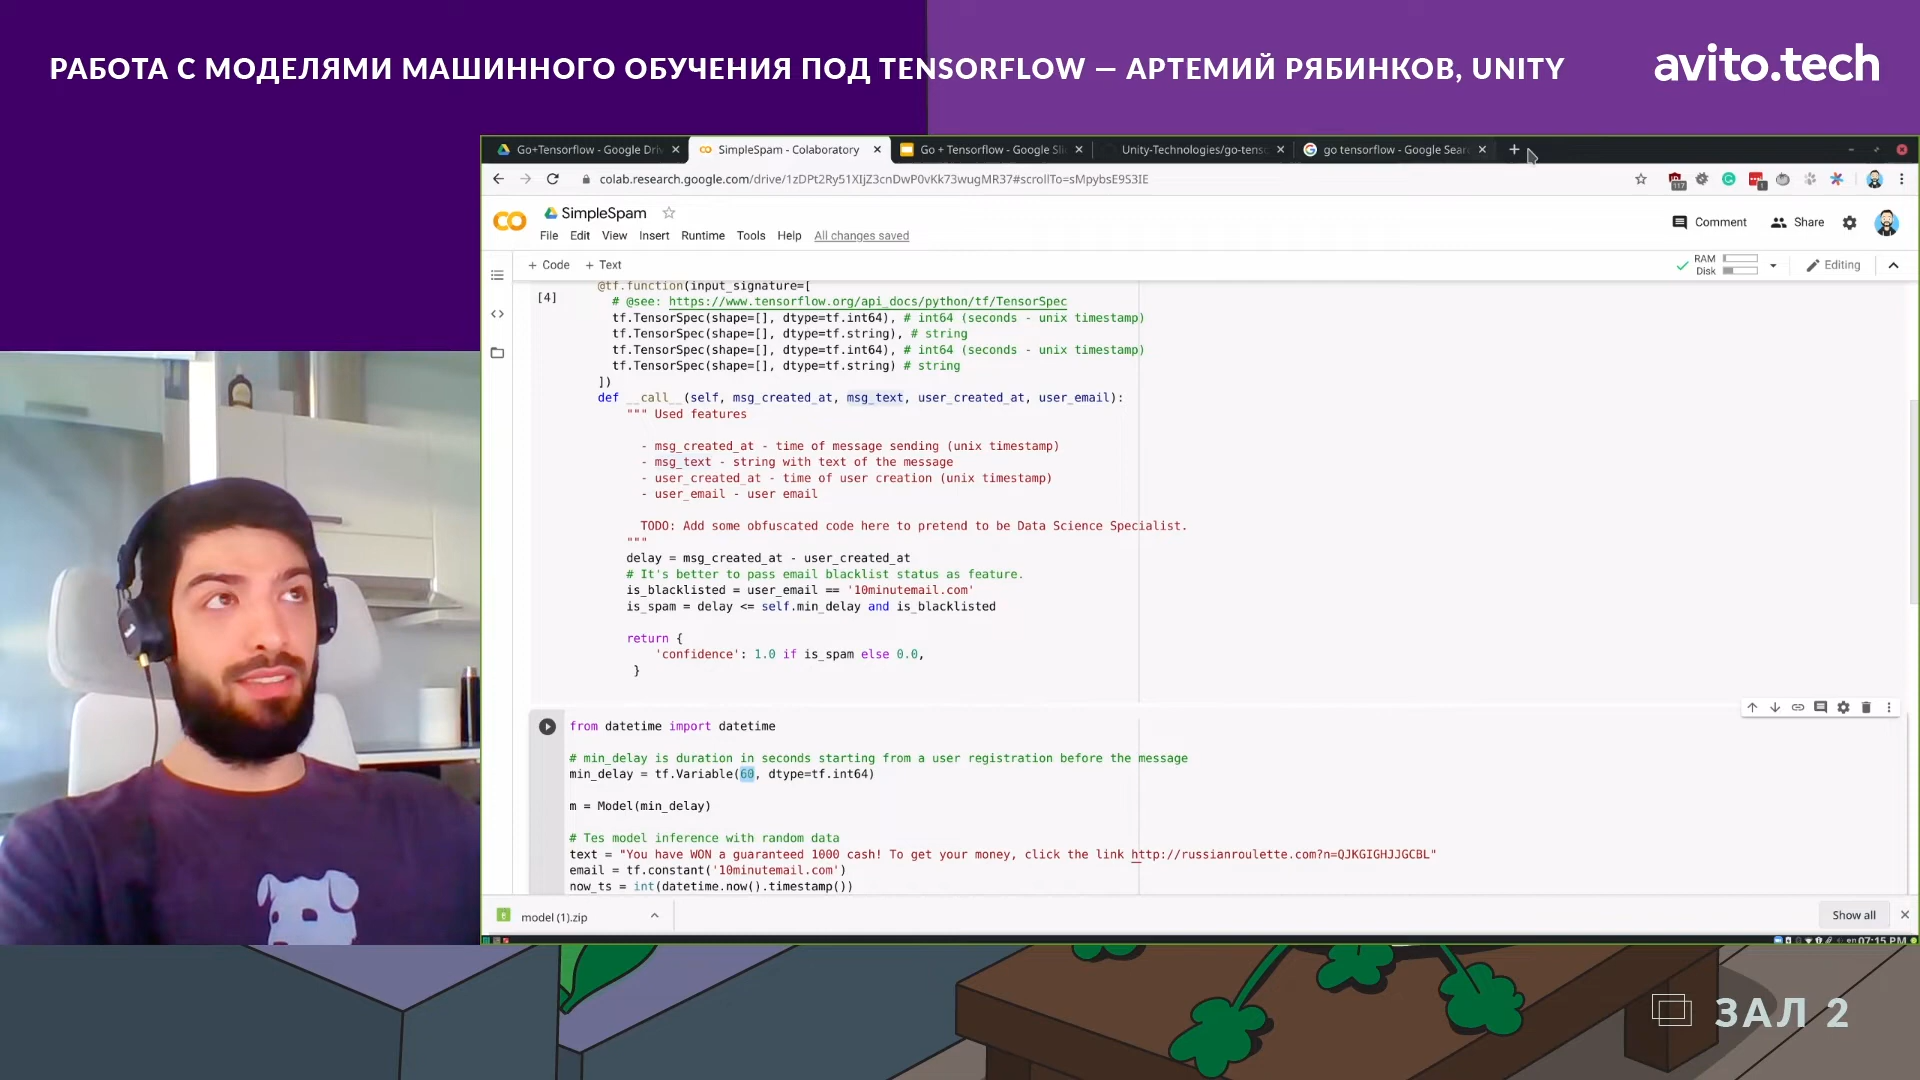 РАБОТА С МОДЕЛЯМИ МАШИННОГО ОБУЧЕНИЯ ПОД TENSORFLOW — АРТЕМИЙ РЯБИНКОВ, UNITY
avito.tech
Go+Tensorflow - Google Driv
SimpleSpam - Colaboratory
Go + Tensorflow - Google Sli
Unity-Technologies/go-tens
go tensorflow - Google Sear
colab.research.google.com/drive/1zDPt2Ry51XIjZ3cnDwP0vKk73wugMR37#scrollTo=sMpybsE9S3IE
SimpleSpam
Comment
Share
File Edit View Insert Runtime Tools Help All changes saved
+ Code + Text
RAM
Disk
Editing
@tf.function(input_signature=[
[4]
# @see: https://www.tensorflow.org/api_docs/python/tf/TensorSpec
tf.TensorSpec(shape=[], dtype=tf.int64), # int64 (seconds - unix timestamp)
tf.TensorSpec(shape=[], dtype=tf.string), # string
tf.TensorSpec(shape=[], dtype=tf.int64), # int64 (seconds - unix timestamp)
tf.TensorSpec(shape=[], dtype=tf.string) # string
])
def __call__(self, msg_created_at, msg_text, user_created_at, user_email):
""" Used features
- msg_created_at - time of message sending (unix timestamp)
- msg_text - string with text of the message
- user_created_at - time of user creation (unix timestamp)
- user_email - user email
TODO: Add some obfuscated code here to pretend to be Data Science Specialist.
"""
delay = msg_created_at - user_created_at
# It's better to pass email blacklist status as feature.
is_blacklisted = user_email == '10minutemail.com'
is_spam = delay <= self.min_delay and is_blacklisted
return {
'confidence': 1.0 if is_spam else 0.0,
}
from datetime import datetime
# min_delay is duration in seconds starting from a user registration before the message
min_delay = tf.Variable(60, dtype=tf.int64)
m = Model(min_delay)
# Tes model inference with random data
text = "You have WON a guaranteed 1000 cash! To get your money, click the link http://russianroulette.com?n=QJKGIGHJJGCBL"
email = tf.constant('10minutemail.com')
now_ts = int(datetime.now().timestamp())
model (1).zip
Show all
en 07:15 PM
ЗАЛ 2